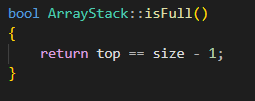 bool ArrayStack::isFull()
{
    return top == size - 1;
}